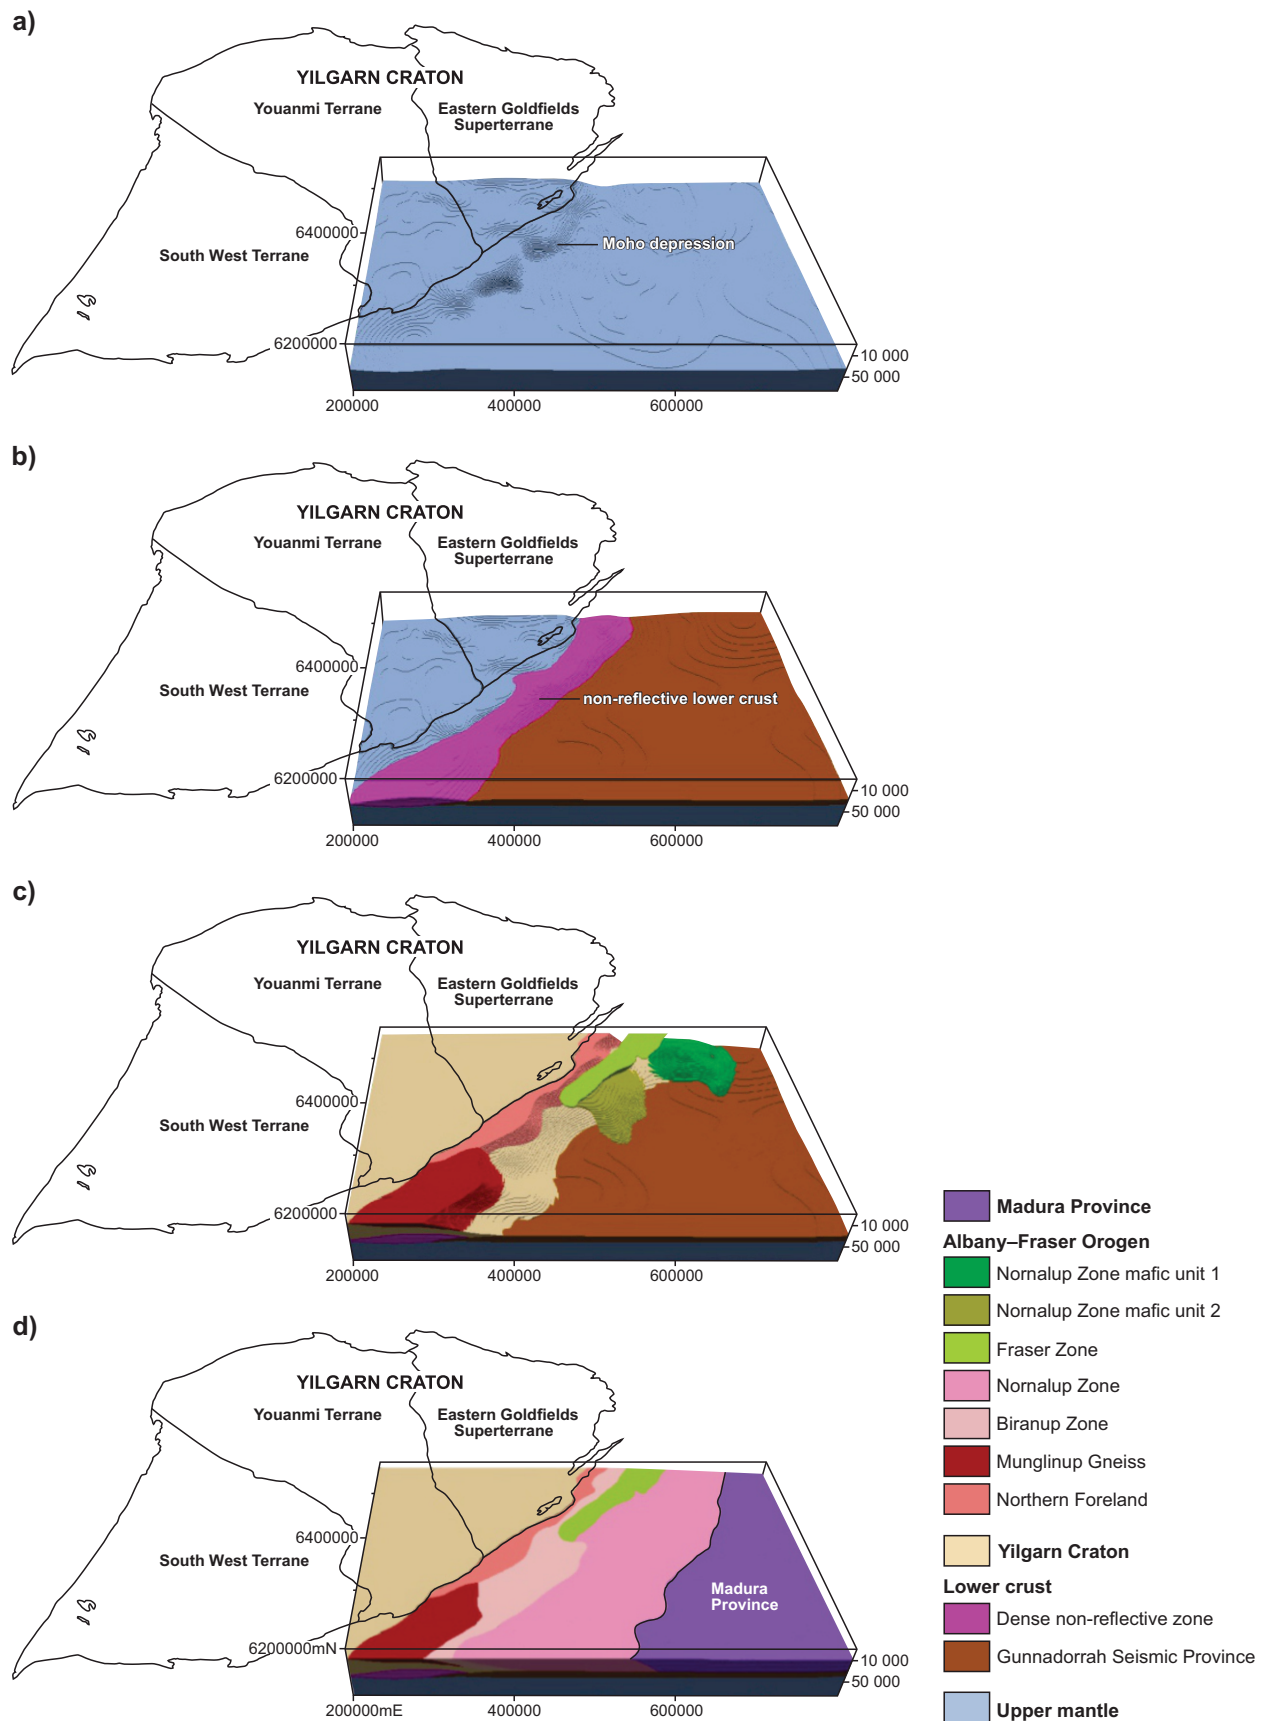 a)
YILGARN CRATON
Youanmi Terrane
Eastern Goldfields
Superterrane
6400000
South West Terrane
Moho depression
6200000
10 000
50 000
200000
400000
600000
b)
YILGARN CRATON
Youanmi Terrane
Eastern Goldfields
Superterrane
6400000
South West Terrane
non-reflective lower crust
6200000
10 000
50 000
200000
400000
600000
c)
YILGARN CRATON
Youanmi Terrane
Eastern Goldfields
Superterrane
6400000
South West Terrane
6200000
10 000
50 000
200000
400000
600000
d)
YILGARN CRATON
Youanmi Terrane
Eastern Goldfields
Superterrane
6400000
South West Terrane
Madura
Province
6200000mN
10 000
50 000
200000mE
400000
600000
Madura Province
Albany–Fraser Orogen
Nornalup Zone mafic unit 1
Nornalup Zone mafic unit 2
Fraser Zone
Nornalup Zone
Biranup Zone
Munglinup Gneiss
Northern Foreland
Yilgarn Craton
Lower crust
Dense non-reflective zone
Gunnadorrah Seismic Province
Upper mantle